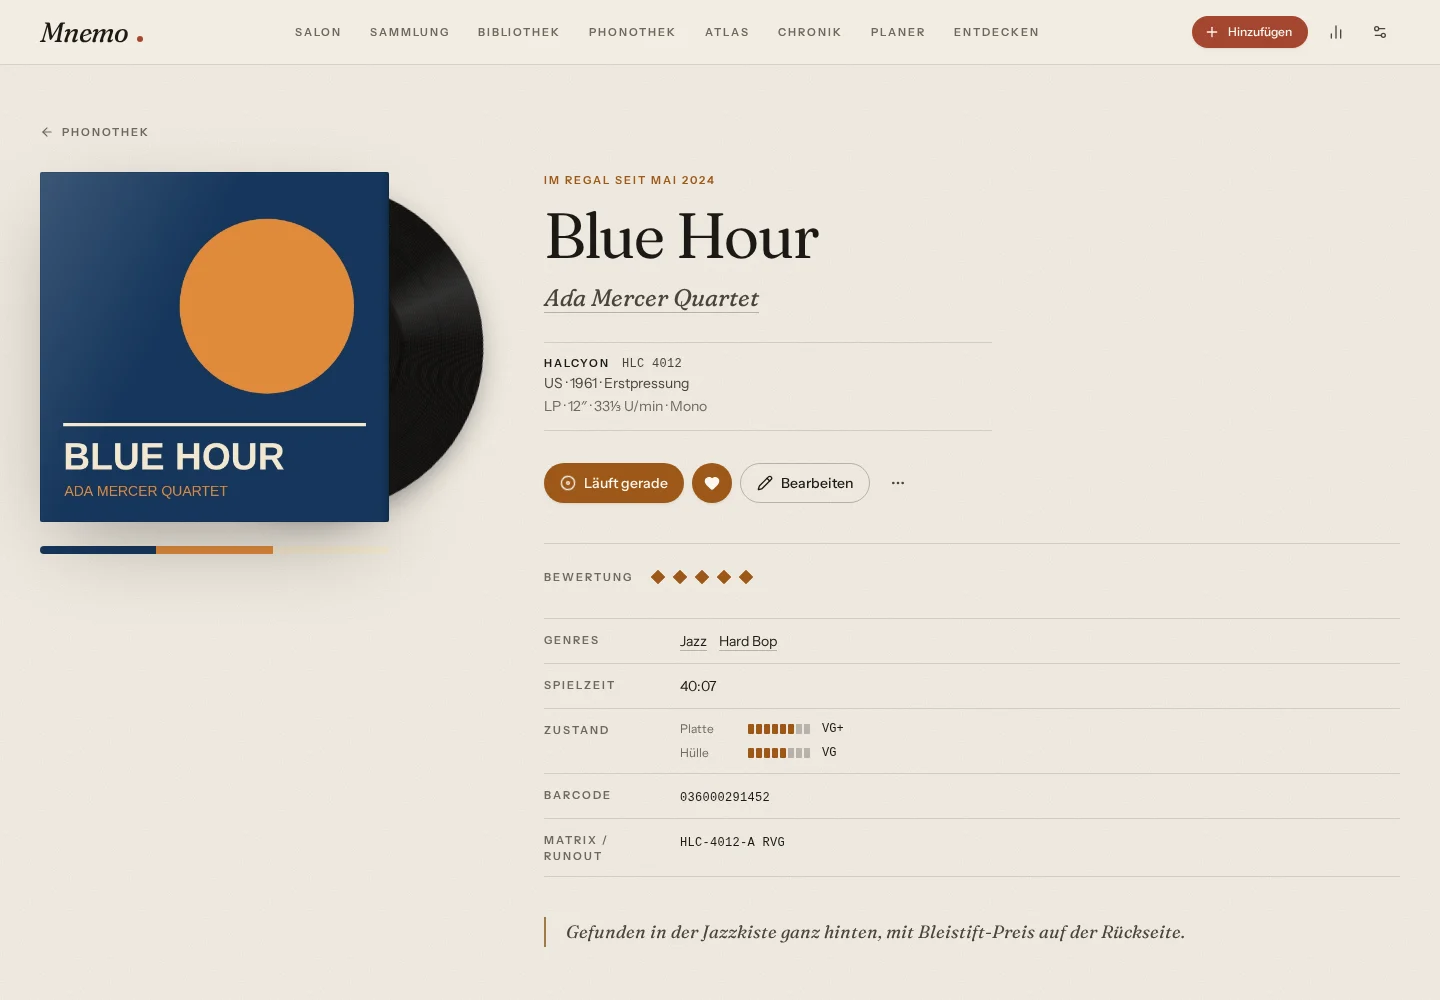 Mnemo
SALON SAMMLUNG BIBLIOTHEK PHONOTHEK ATLAS CHRONIK PLANER ENTDECKEN
Hinzufügen
PHONOTHEK
BLUE HOUR
ADA MERCER QUARTET
IM REGAL SEIT MAI 2024
Blue Hour
Ada Mercer Quartet
HALCYON HLC 4012
US · 1961 · Erstpressung
LP · 12″ · 33⅓ U/min · Mono
Läuft gerade
Bearbeiten
BEWERTUNG
GENRES Jazz Hard Bop
SPIELZEIT 40:07
ZUSTAND Platte VG+
Hülle VG
BARCODE 036000291452
MATRIX / HLC-4012-A RVG
RUNOUT
Gefunden in der Jazzkiste ganz hinten, mit Bleistift-Preis auf der Rückseite.